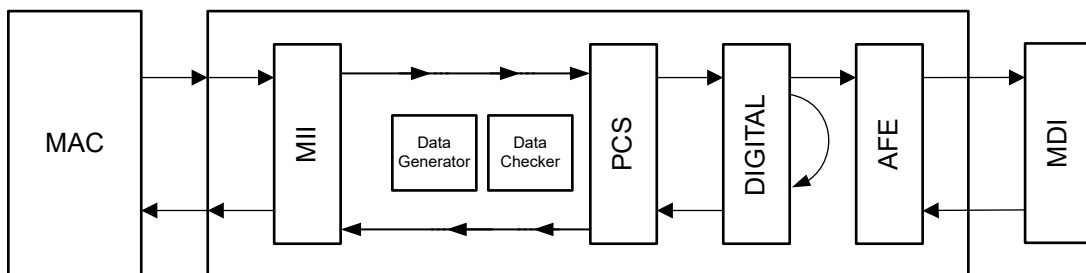 MAC
MII
Data
Generator
Data
Checker
PCS
DIGITAL
AFE
MDI